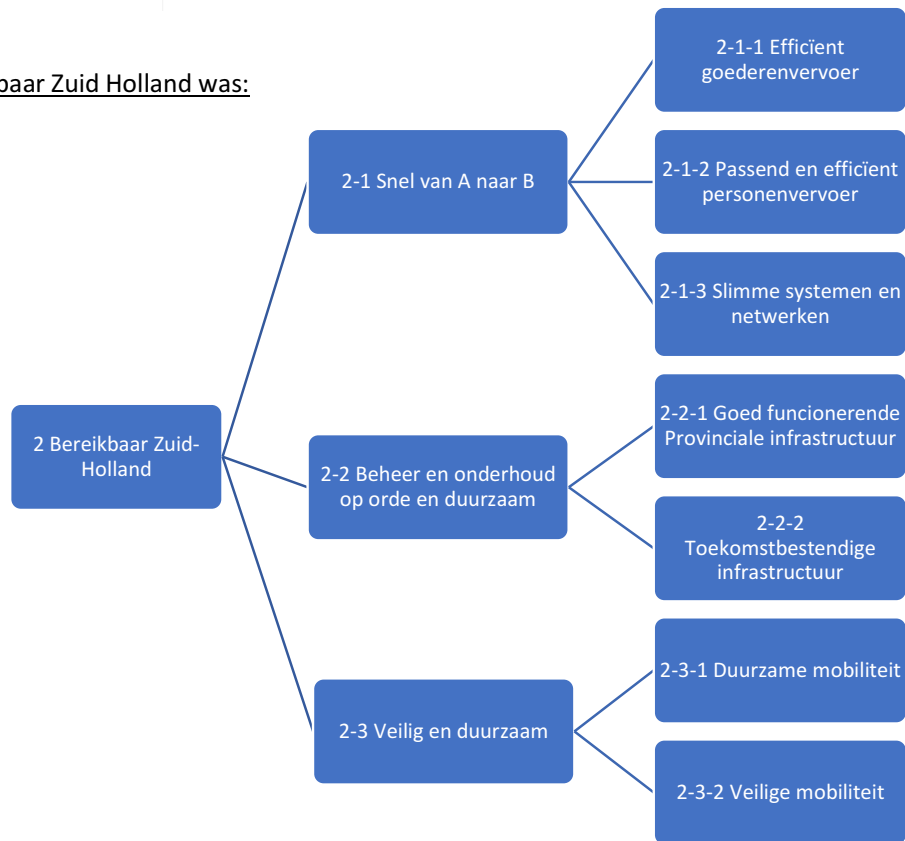 baar Zuid Holland was:
2 Bereikbaar Zuid-
Holland
2-1 Snel van A naar B
2-1-1 Efficïent
goederenvervoer
2-1-2 Passend en efficïent
personenvervoer
2-1-3 Slimme systemen en
netwerken
2-2 Beheer en onderhoud
op orde en duurzaam
2-2-1 Goed funcionerende
Provinciale infrastructuur
2-2-2
Toekomstbestendige
infrastructuur
2-3 Veilig en duurzaam
2-3-1 Duurzame mobiliteit
2-3-2 Veilige mobiliteit